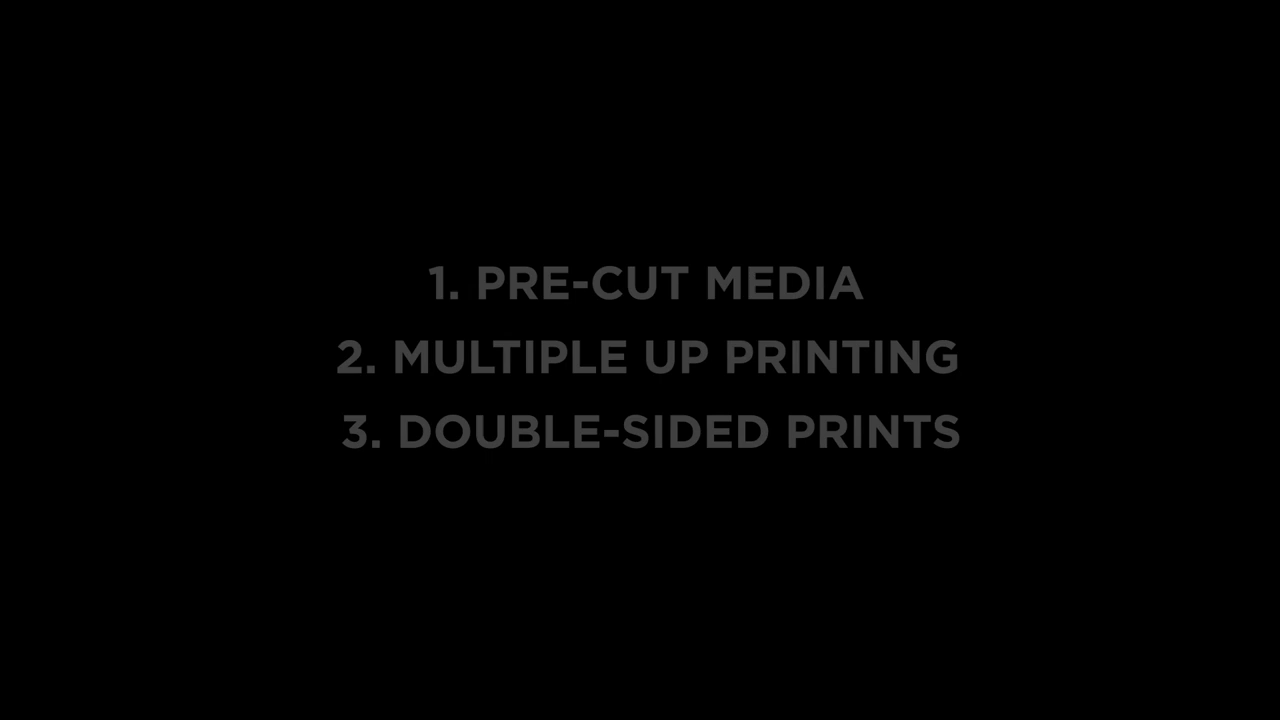 1. PRE-CUT MEDIA
2. MULTIPLE UP PRINTING
3. DOUBLE-SIDED PRINTS